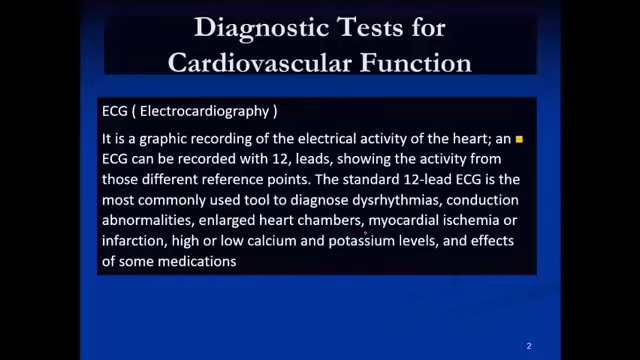 Diagnostic Tests for
Cardiovascular Function
ECG ( Electrocardiography )
It is a graphic recording of the electrical activity of the heart; an
ECG can be recorded with 12, leads, showing the activity from
those different reference points. The standard 12-lead ECG is the
most commonly used tool to diagnose dysrhythmias, conduction
abnormalities, enlarged heart chambers, myocardial ischemia or
infarction, high or low calcium and potassium levels, and effects
of some medications
2